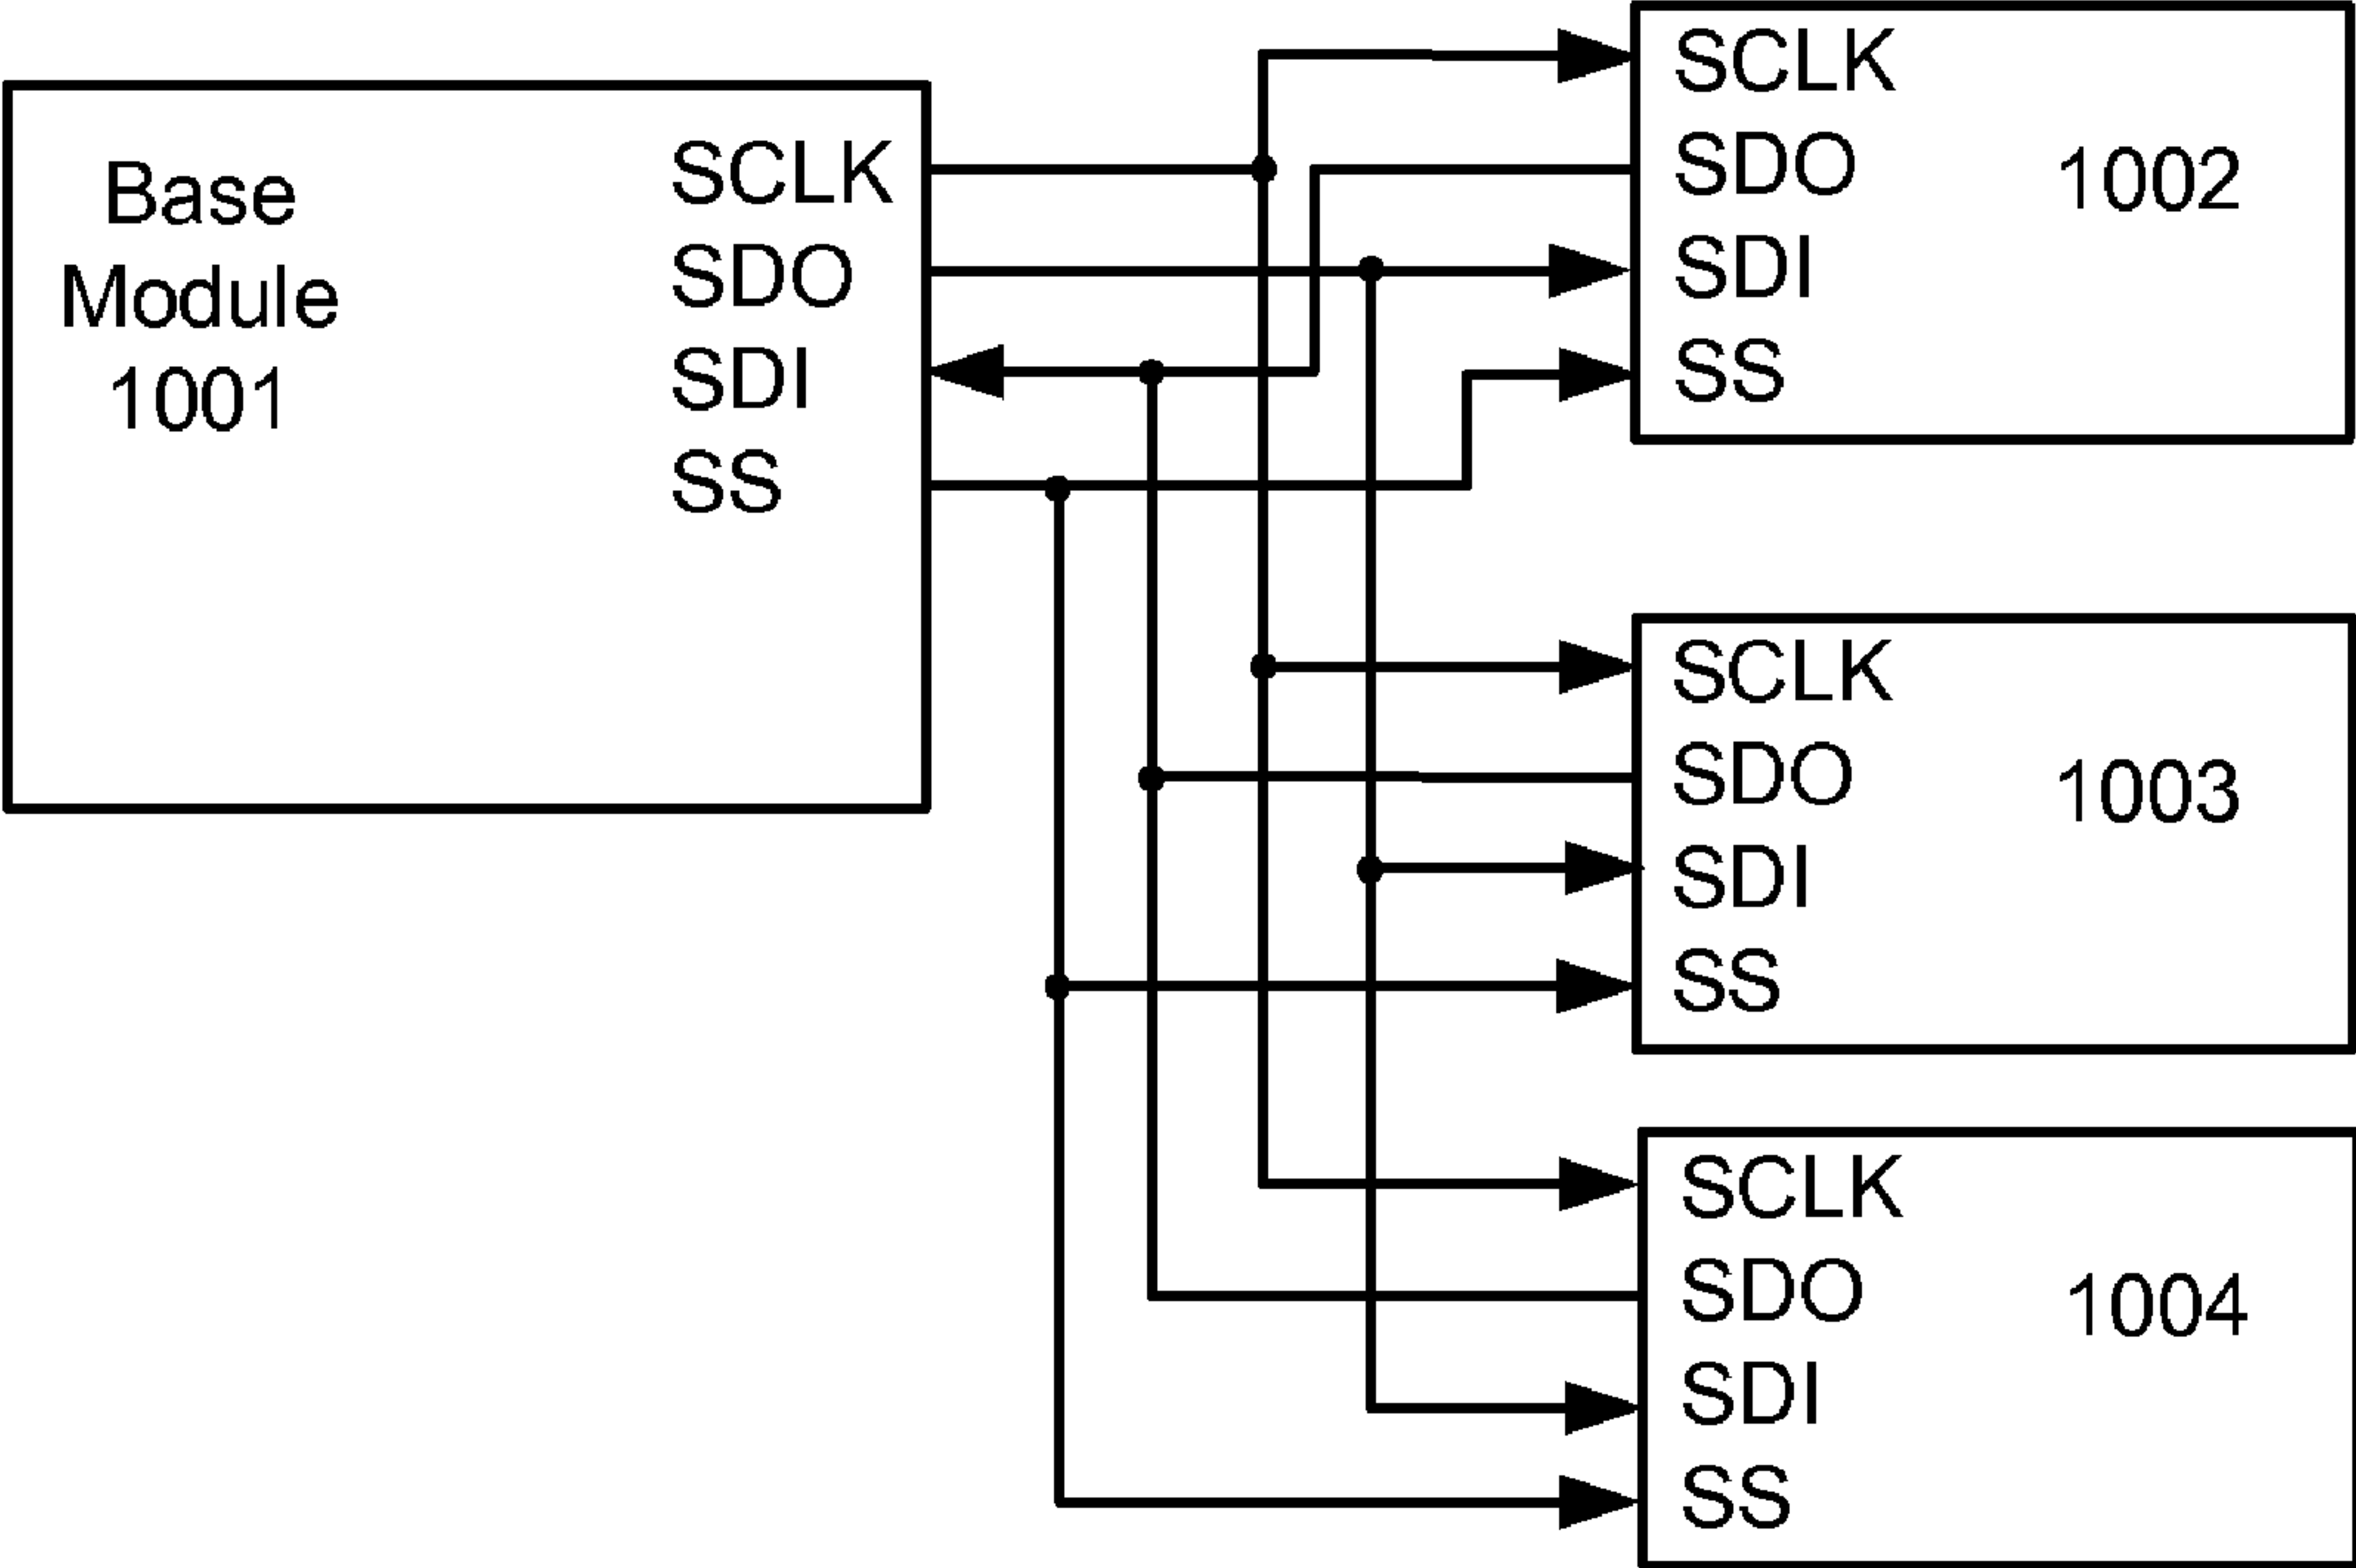 Base
Module
1001
SCLK
SDO
SDI
SS
SCLK
SDO
SDI
SS
1002
SCLK
SDO
SDI
SS
1003
SCLK
SDO
SDI
SS
1004